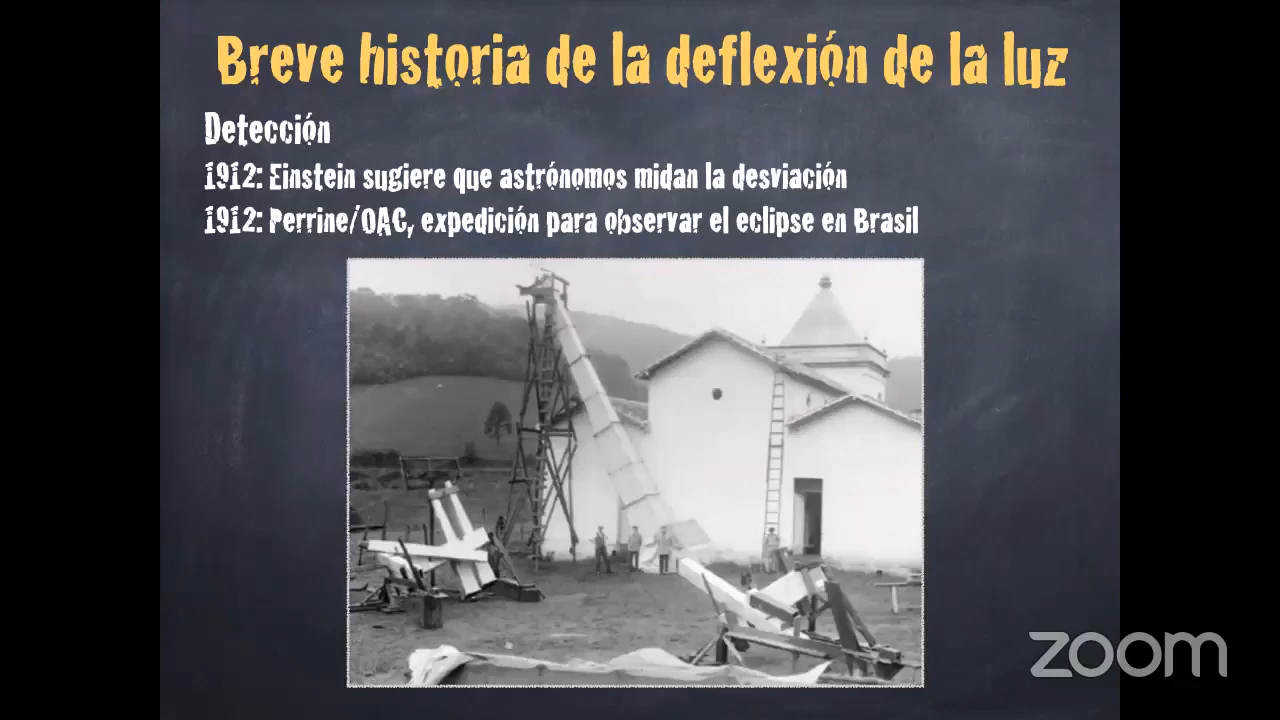 Breve historia de la deflexión de la luz
Detección
1912: Einstein sugiere que astrónomos midan la desviación
1912: Perrine/OAC, expedición para observar el eclipse en Brasil
zoom